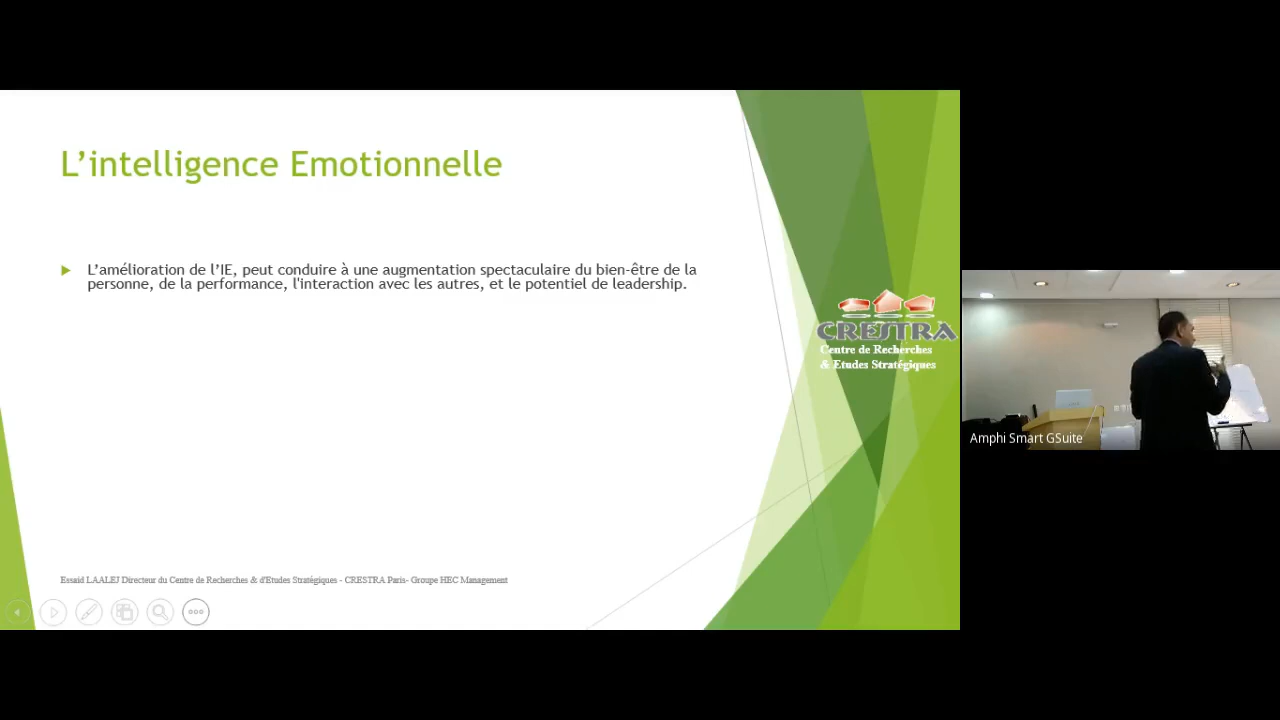 L’intelligence Emotionnelle
L’amélioration de l’IE, peut conduire à une augmentation spectaculaire du bien-être de la
personne, de la performance, l'interaction avec les autres, et le potentiel de leadership.
CRESTRA
Centre de Recherches
& Etudes Stratégiques
Essaid LAALEJ Directeur du Centre de Recherches & d'Etudes Stratégiques - CRESTRA Paris- Groupe HEC Management
Amphi Smart GSuite